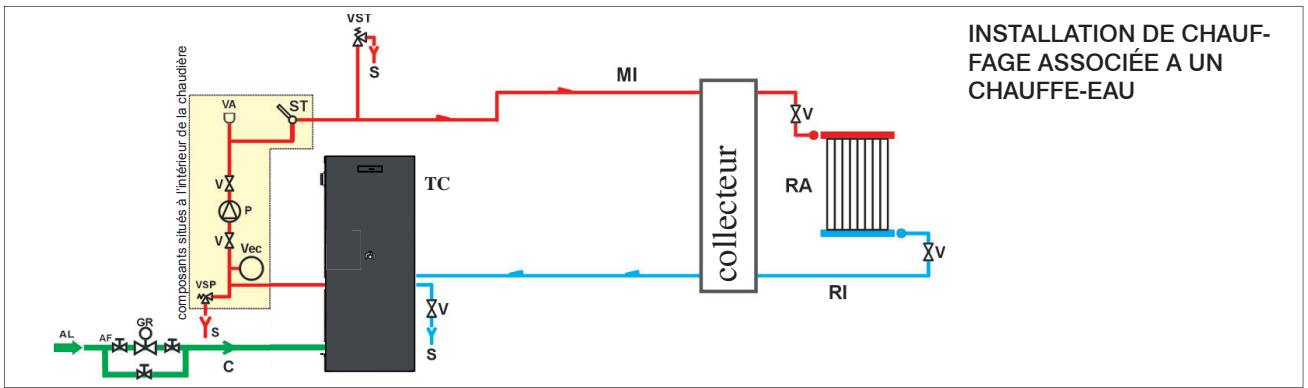 INSTALLATION DE CHAUF-
FAGE ASSOCIÉE A UN
CHAUFFE-EAU
VST
S
MI
composants situés à l'intérieur de la chaudière
VA
ST
V
P
V
Vec
VSP
S
TC
collecteur
V
RA
V
RI
V
S
AL
AF
GR
C